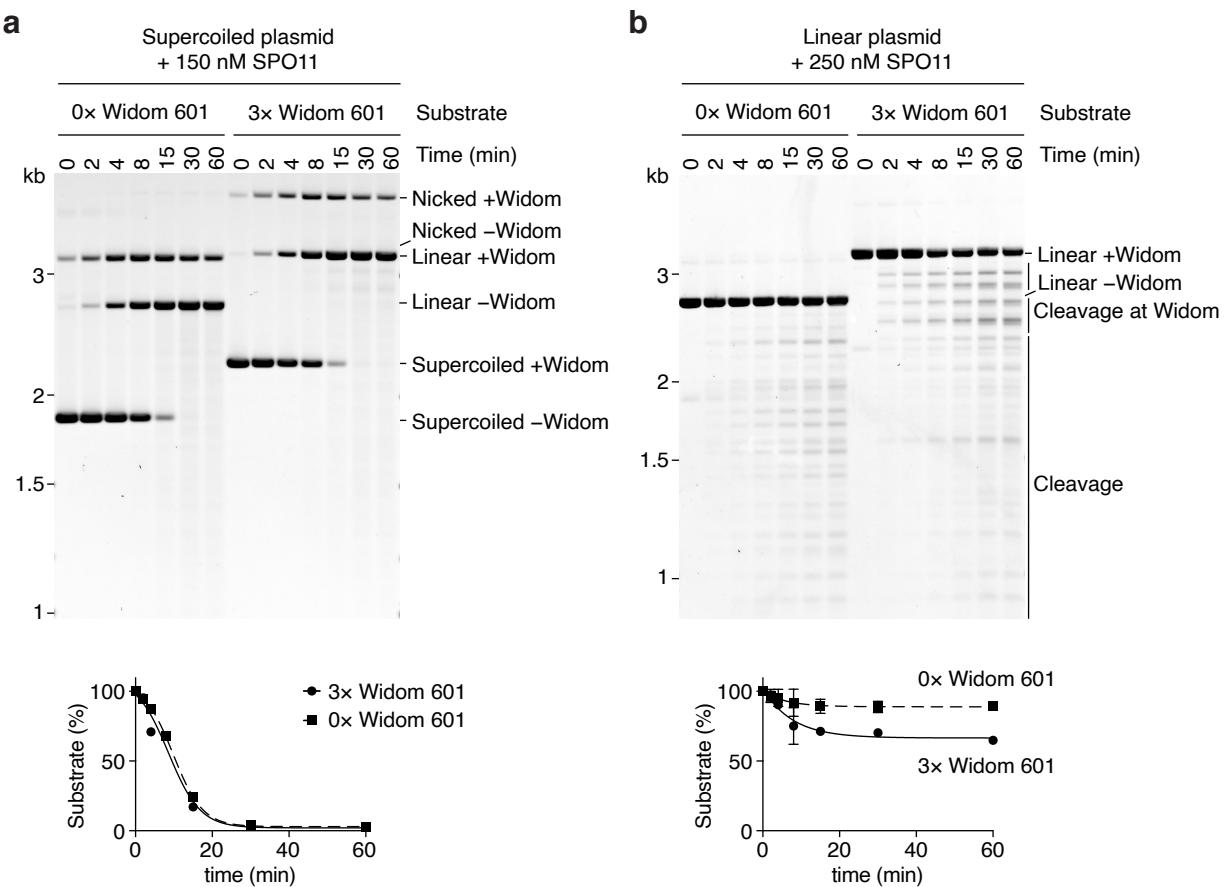 a
Supercoiled plasmid
+ 150 nM SPO11
0× Widom 601
3× Widom 601
Substrate
0 2 4 8 15 30 60
0 2 4 8 15 30 60
Time (min)
kb
3
2
1.5
1
Nicked +Widom
Nicked −Widom
Linear +Widom
Linear −Widom
Supercoiled +Widom
Supercoiled −Widom
Substrate (%)
100
50
0
0 20 40 60
time (min)
3× Widom 601
0× Widom 601
b
Linear plasmid
+ 250 nM SPO11
0× Widom 601
3× Widom 601
Substrate
0 2 4 8 15 30 60
0 2 4 8 15 30 60
Time (min)
kb
3
2
1.5
1
Linear +Widom
Linear −Widom
Cleavage at Widom
Cleavage
Substrate (%)
100
50
0
0 20 40 60
time (min)
0× Widom 601
3× Widom 601